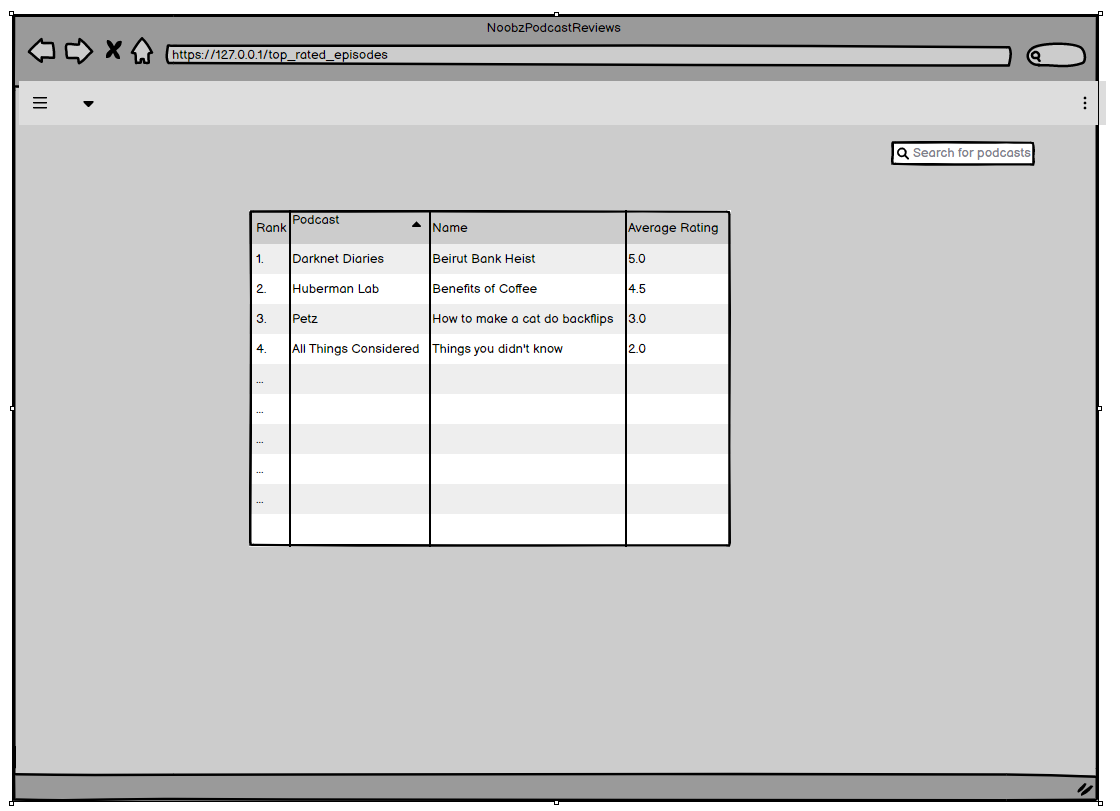 NoobzPodcastReviews
https://127.0.0.1/top_rated_episodes
Search for podcasts
Rank Podcast Name Average Rating
1. Darknet Diaries Beirut Bank Heist 5.0
2. Huberman Lab Benefits of Coffee 4.5
3. Petz How to make a cat do backflips 3.0
4. All Things Considered Things you didn't know 2.0
...
...
...
...
...